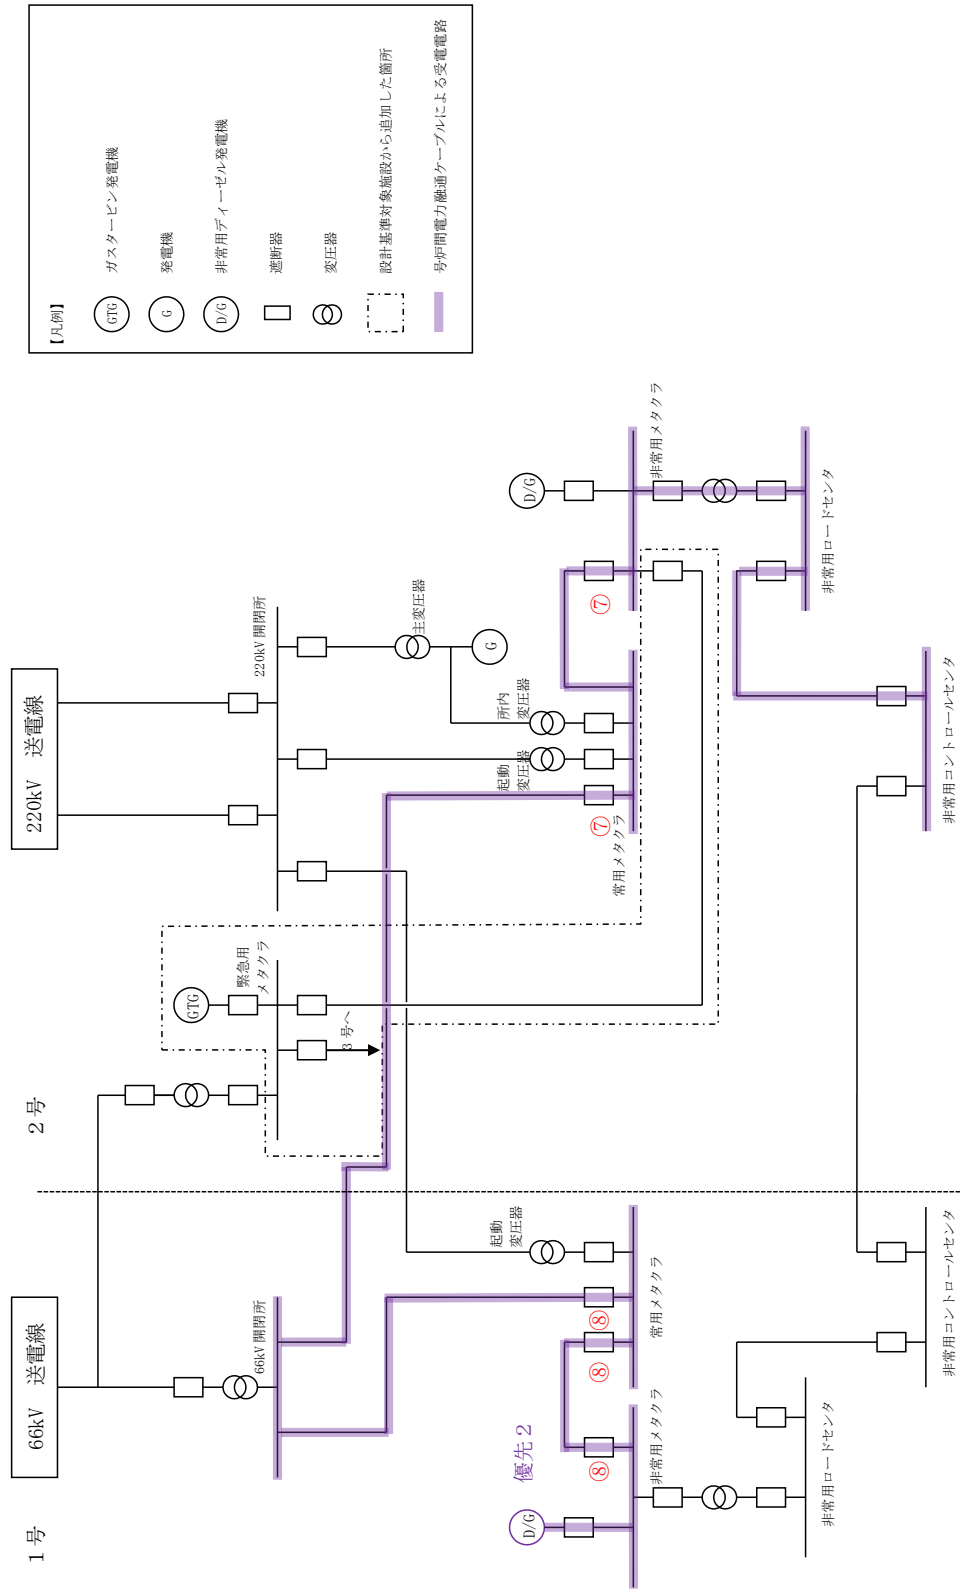 【凡例】
GTG ガスタービン発電機
G 発電機
D/G 非常用ディーゼル発電機
遮断器
変圧器
設計基準対象施設から追加した箇所
号炉間電力融通ケーブルによる受電電路
1号
2号
66kV 送電線
220kV 送電線
66kV 開閉所
220kV 開閉所
GTG
緊急用
メタクラ
3号へ
主変圧器
G
所内
変圧器
起動
変圧器
⑦
常用メタクラ
⑦
D/G
非常用メタクラ
非常用ロードセンタ
非常用コントロールセンタ
起動
変圧器
⑧
常用メタクラ
⑧
優先2
⑧
D/G
非常用メタクラ
非常用ロードセンタ
非常用コントロールセンタ